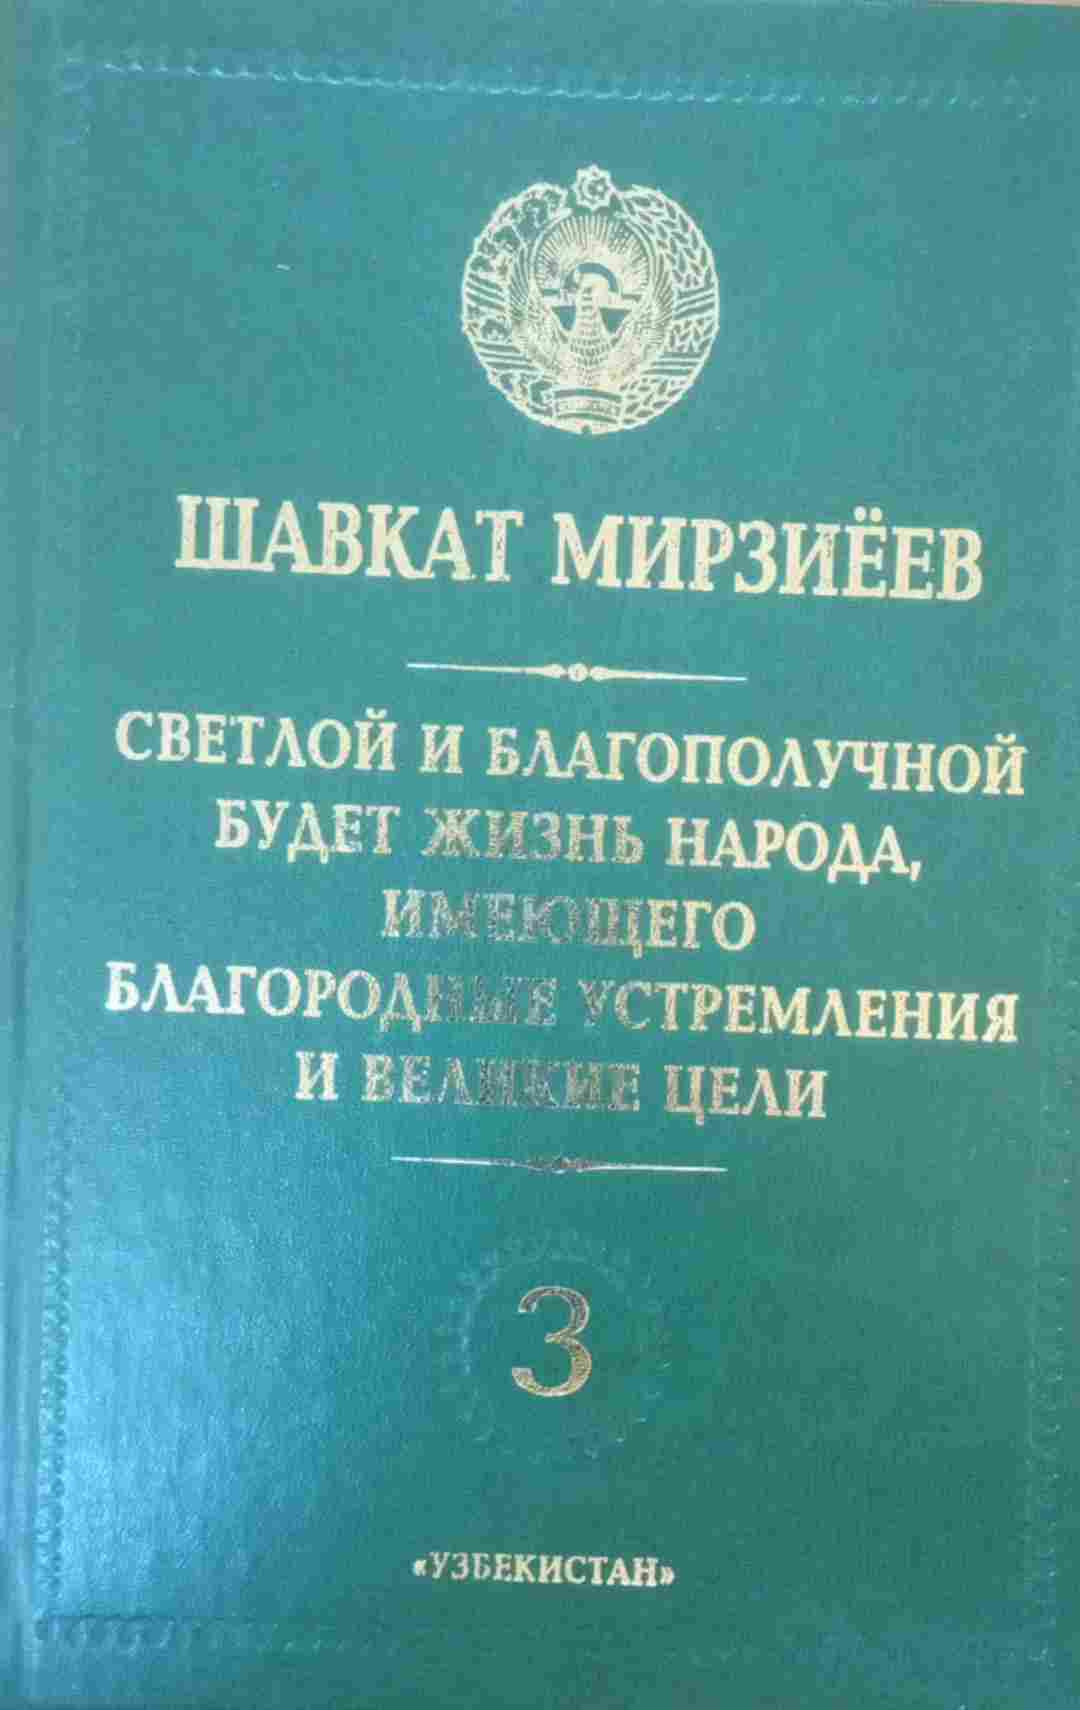 ШАВКАТ МИРЗИЁЕВ
СВЕТЛОЙ И БЛАГОПОЛУЧНОЙ
БУДЕТ ЖИЗНЬ НАРОДА,
ИМЕЮЩЕГО
БЛАГОРОДНЫЕ УСТРЕМЛЕНИЯ
И ВЕЛИКИЕ ЦЕЛИ
3
«УЗБЕКИСТАН»